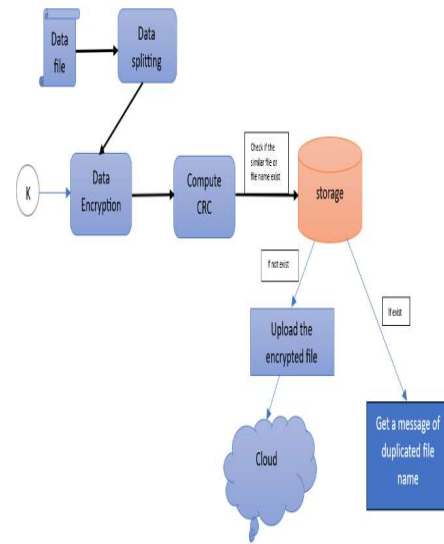 Data
file
Data
splitting
K
Data
Encryption
Compute
CRC
Check if the
similar file or
file name exist
storage
If not exist
If exist
Upload the
encrypted file
Cloud
Get a message of
duplicated file
name